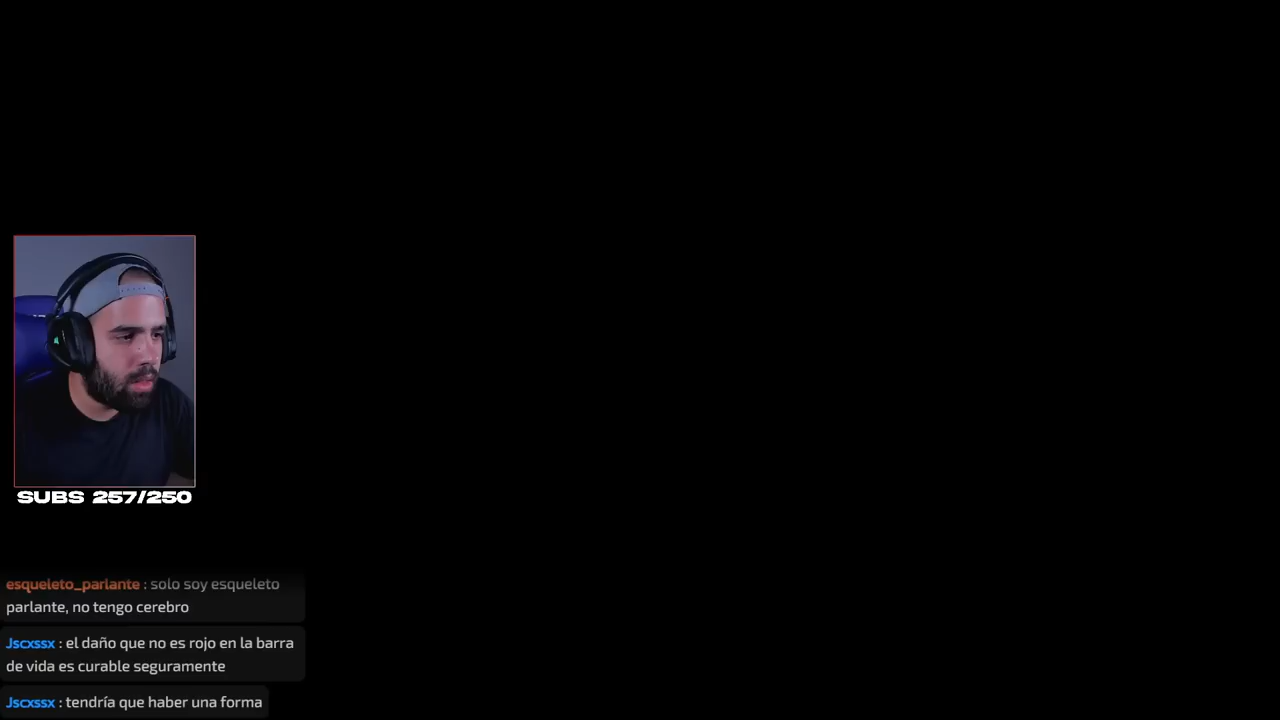 SUBS 257/250
esqueleto_parlante : solo soy esqueleto
parlante, no tengo cerebro
Jscxssx : el daño que no es rojo en la barra
de vida es curable seguramente
Jscxssx : tendría que haber una forma